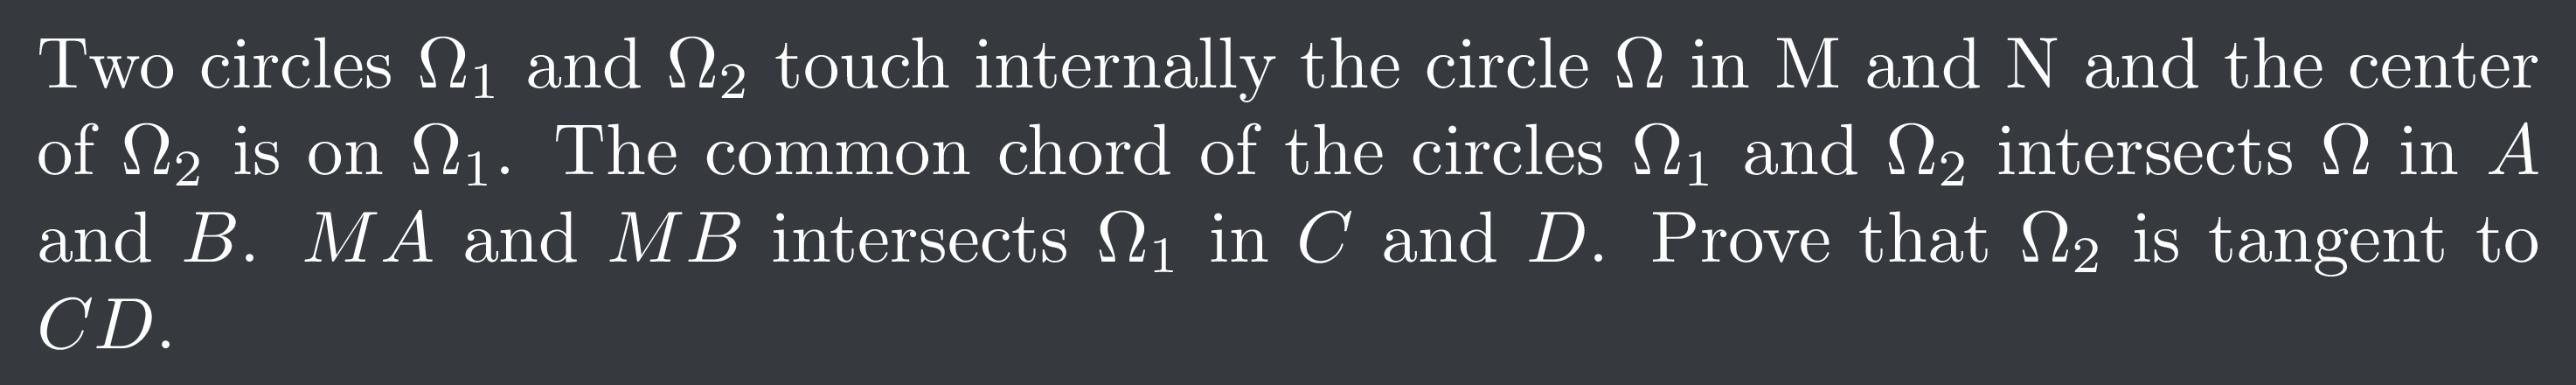 Two circles Ω₁ and Ω₂ touch internally the circle Ω in M and N and the center
of Ω₂ is on Ω₁. The common chord of the circles Ω₁ and Ω₂ intersects Ω in A
and B. MA and MB intersects Ω₁ in C and D. Prove that Ω₂ is tangent to
CD.